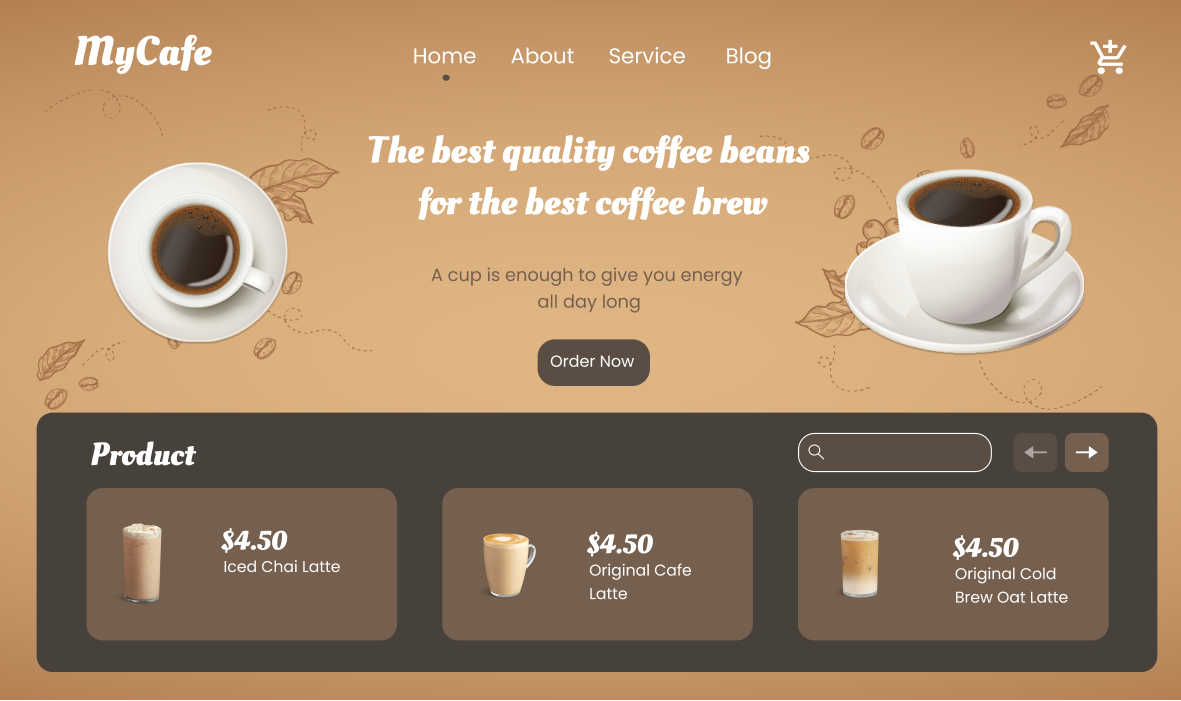 MyCafe
Home About Service Blog
The best quality coffee beans
for the best coffee brew
A cup is enough to give you energy
all day long
Order Now
Product
$4.50
Iced Chai Latte
$4.50
Original Cafe
Latte
$4.50
Original Cold
Brew Oat Latte